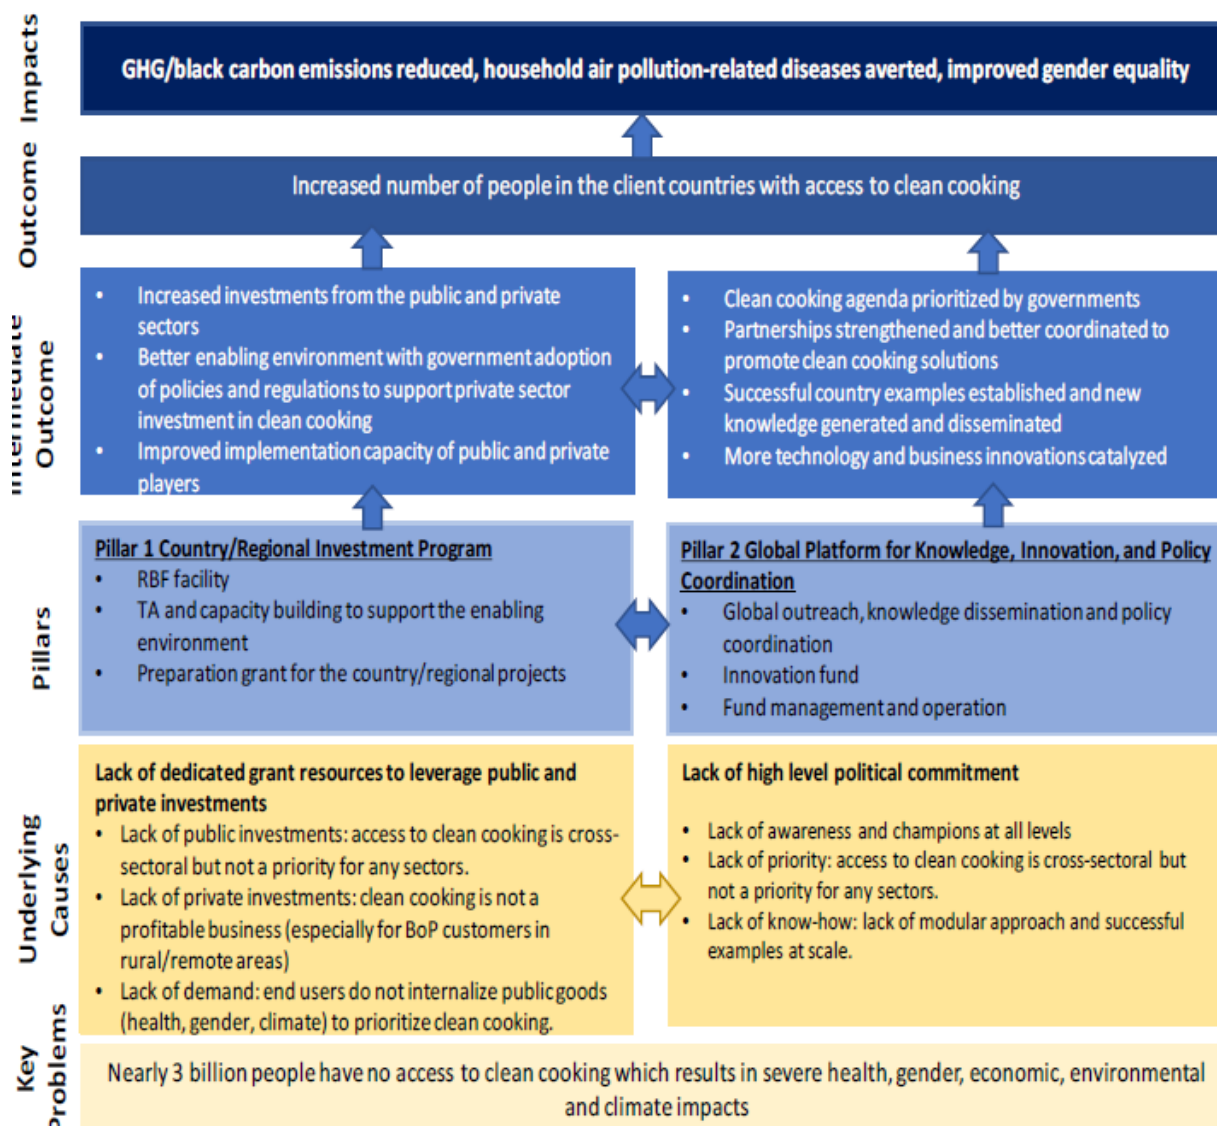 Impacts
GHG/black carbon emissions reduced, household air pollution-related diseases averted, improved gender equality
Outcome
Increased number of people in the client countries with access to clean cooking
Intermediate
Outcome
• Increased investments from the public and private
sectors
• Better enabling environment with government adoption
of policies and regulations to support private sector
investment in clean cooking
• Improved implementation capacity of public and private
players
• Clean cooking agenda prioritized by governments
• Partnerships strengthened and better coordinated to
promote clean cooking solutions
• Successful country examples established and new
knowledge generated and disseminated
• More technology and business innovations catalyzed
Pillars
Pillar 1 Country/Regional Investment Program
• RBF facility
• TA and capacity building to support the enabling
environment
• Preparation grant for the country/regional projects
Pillar 2 Global Platform for Knowledge, Innovation, and Policy
Coordination
• Global outreach, knowledge dissemination and policy
coordination
• Innovation fund
• Fund management and operation
Underlying
Causes
Lack of dedicated grant resources to leverage public and
private investments
• Lack of public investments: access to clean cooking is cross-
sectoral but not a priority for any sectors.
• Lack of private investments: clean cooking is not a
profitable business (especially for BoP customers in
rural/remote areas)
• Lack of demand: end users do not internalize public goods
(health, gender, climate) to prioritize clean cooking.
Lack of high level political commitment
• Lack of awareness and champions at all levels
• Lack of priority: access to clean cooking is cross-sectoral but
not a priority for any sectors.
• Lack of know-how: lack of modular approach and successful
examples at scale.
Key
Problems
Nearly 3 billion people have no access to clean cooking which results in severe health, gender, economic, environmental
and climate impacts